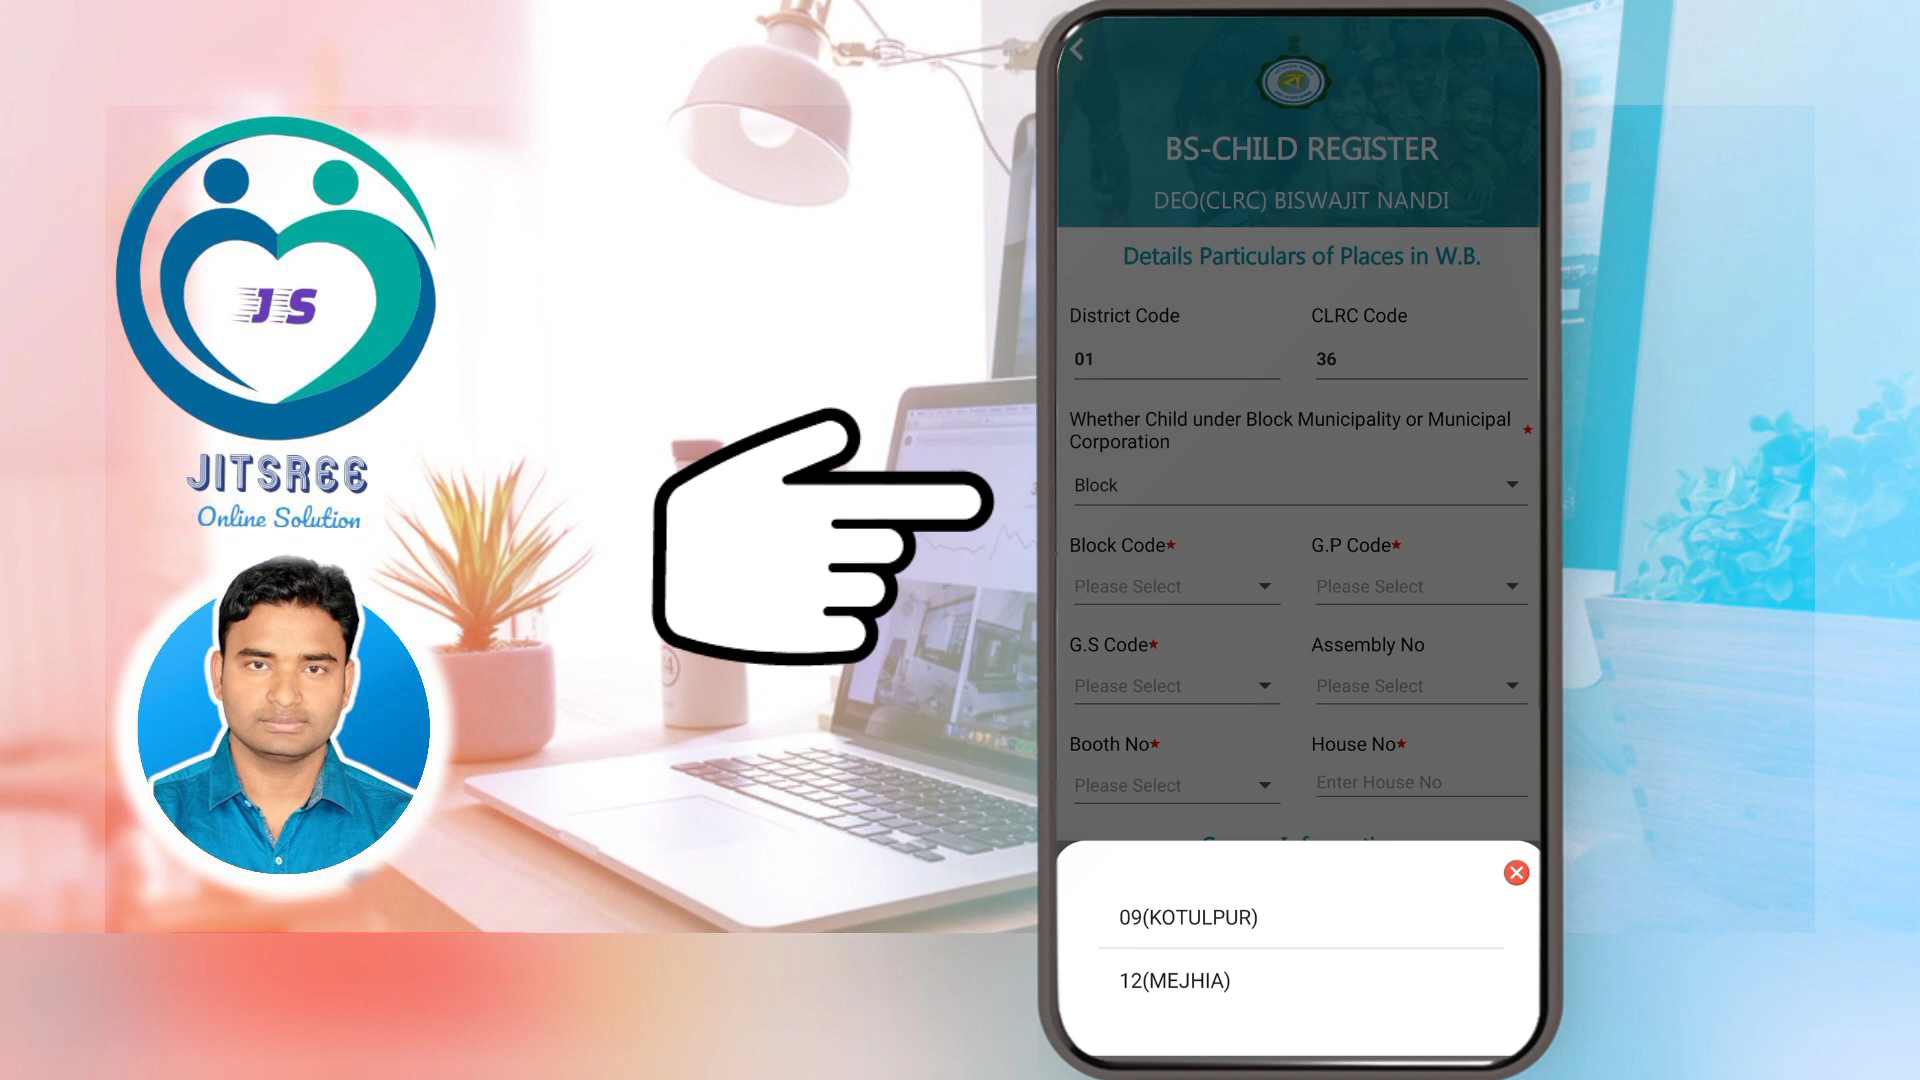 JS
JITSREE
Online Solution
BS-CHILD REGISTER
DEO(CLRC) BISWAJIT NANDI
Details Particulars of Places in W.B.
District Code
CLRC Code
01
36
Whether Child under Block Municipality or Municipal
Corporation *
Block
Block Code*
G.P Code*
Please Select
Please Select
G.S Code*
Assembly No
Please Select
Please Select
Booth No*
House No*
Please Select
Enter House No
09(KOTULPUR)
12(MEJHIA)